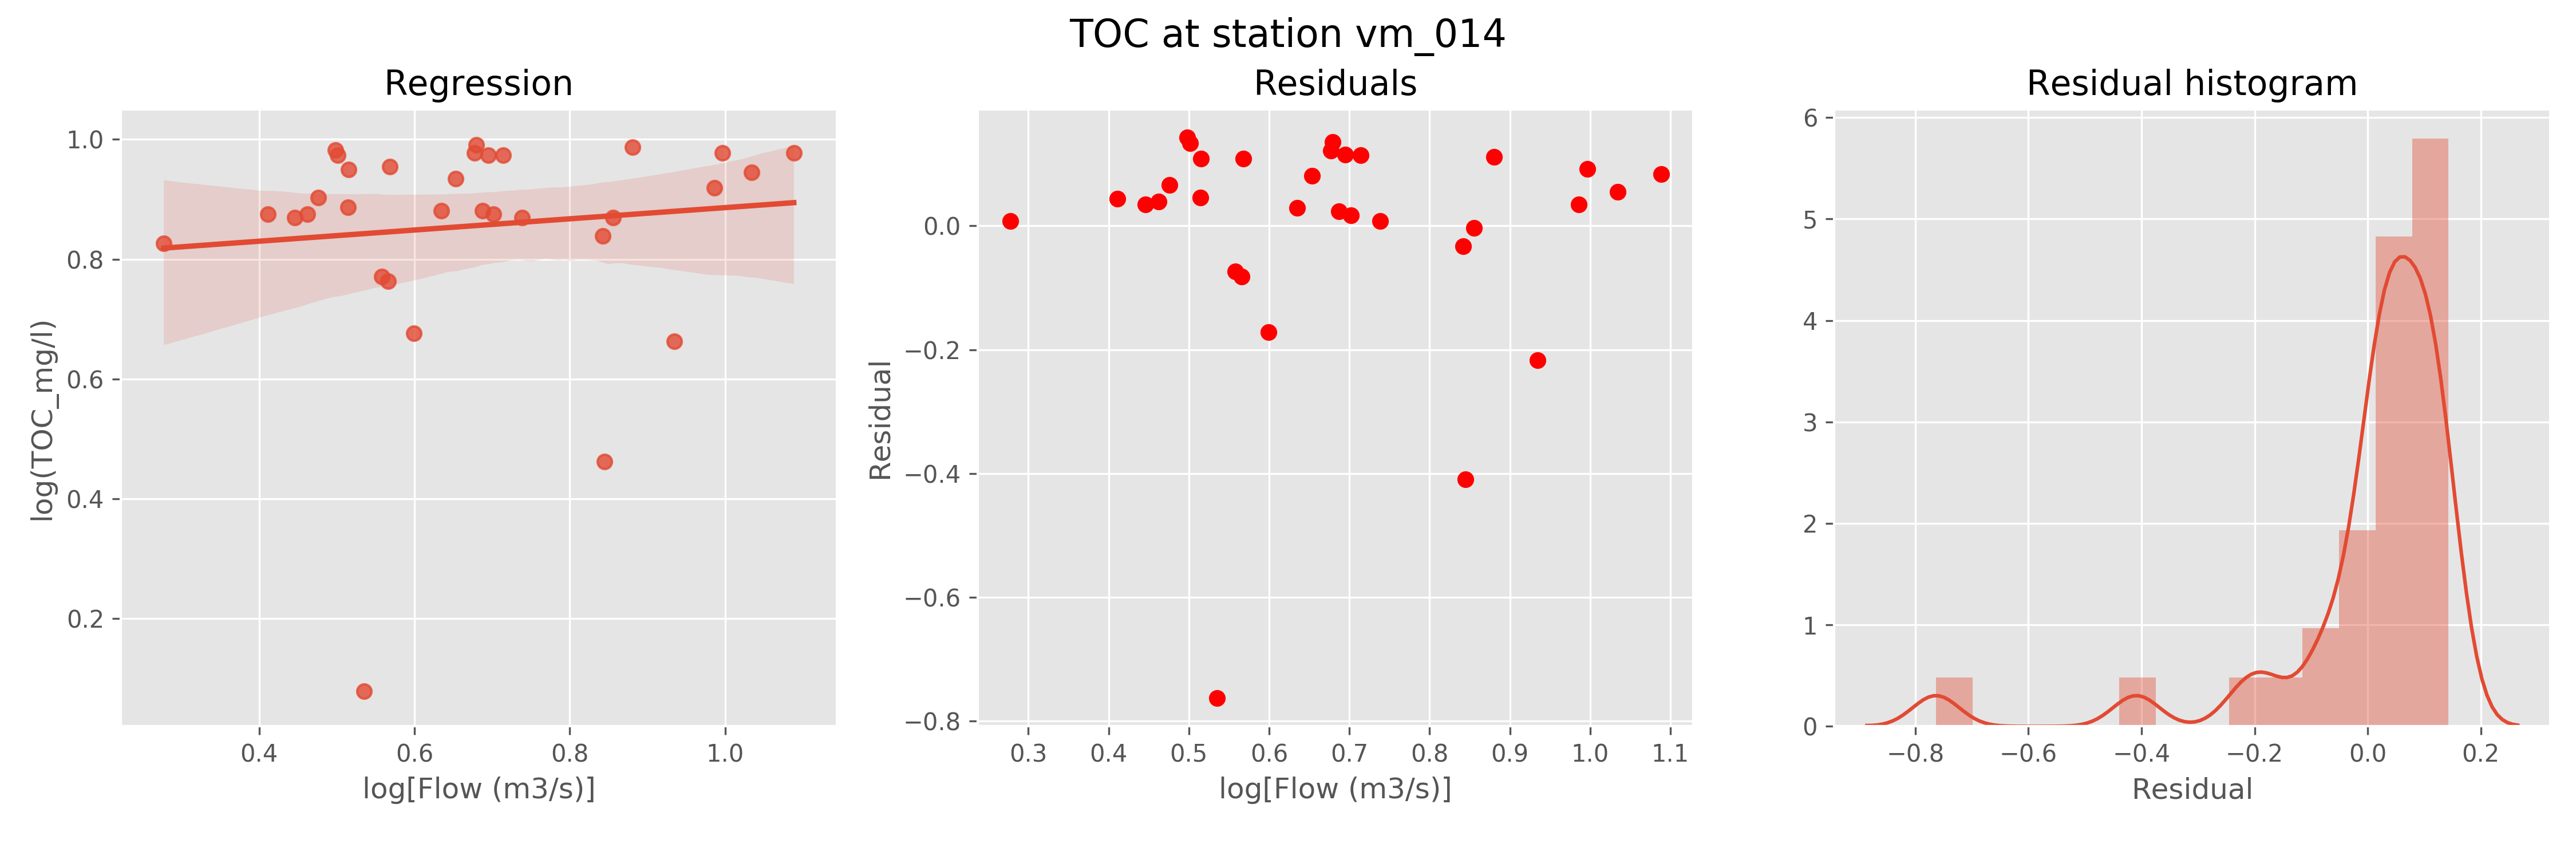 TOC at station vm_014
Regression
1.0
0.8
0.6
0.4
0.2
log(TOC_mg/l)
0.4 0.6 0.8 1.0
log[Flow (m3/s)]
Residuals
0.0
−0.2
−0.4
−0.6
−0.8
Residual
0.3 0.4 0.5 0.6 0.7 0.8 0.9 1.0 1.1
log[Flow (m3/s)]
Residual histogram
6
5
4
3
2
1
0
−0.8 −0.6 −0.4 −0.2 0.0 0.2
Residual